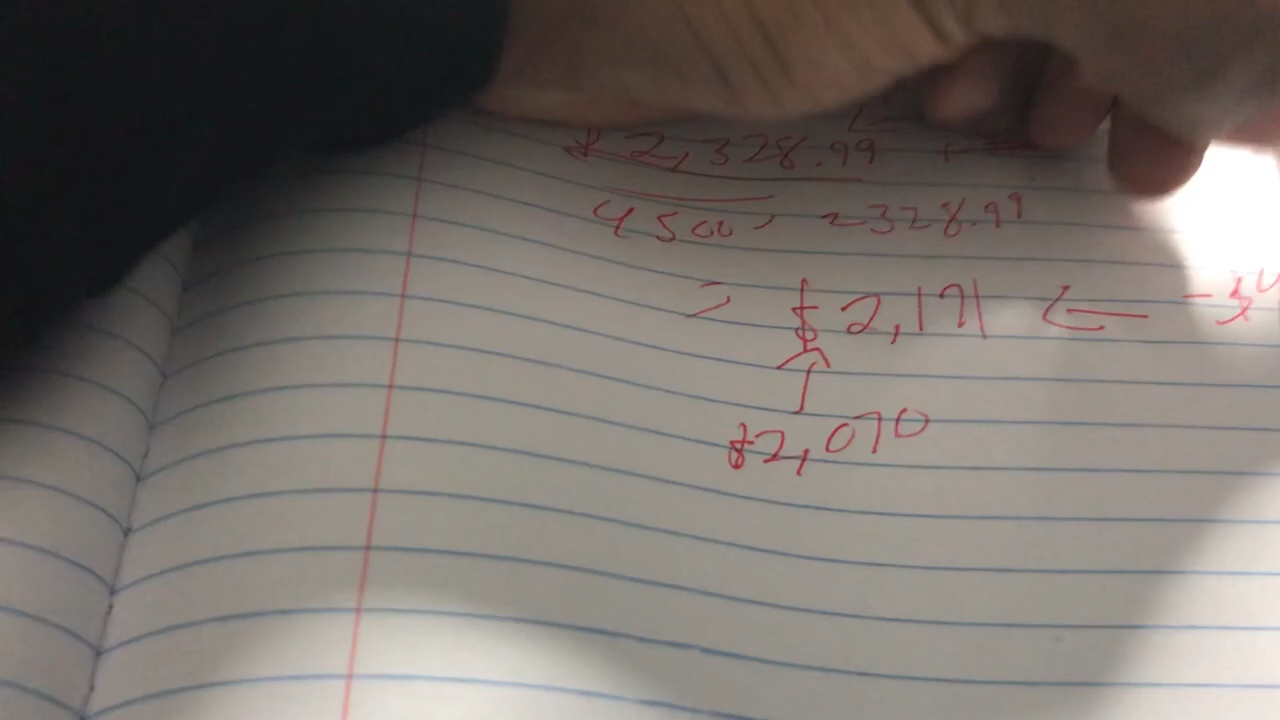 $2,328.99 +
4500, 2328.99
= $2,171 ←
$2,070